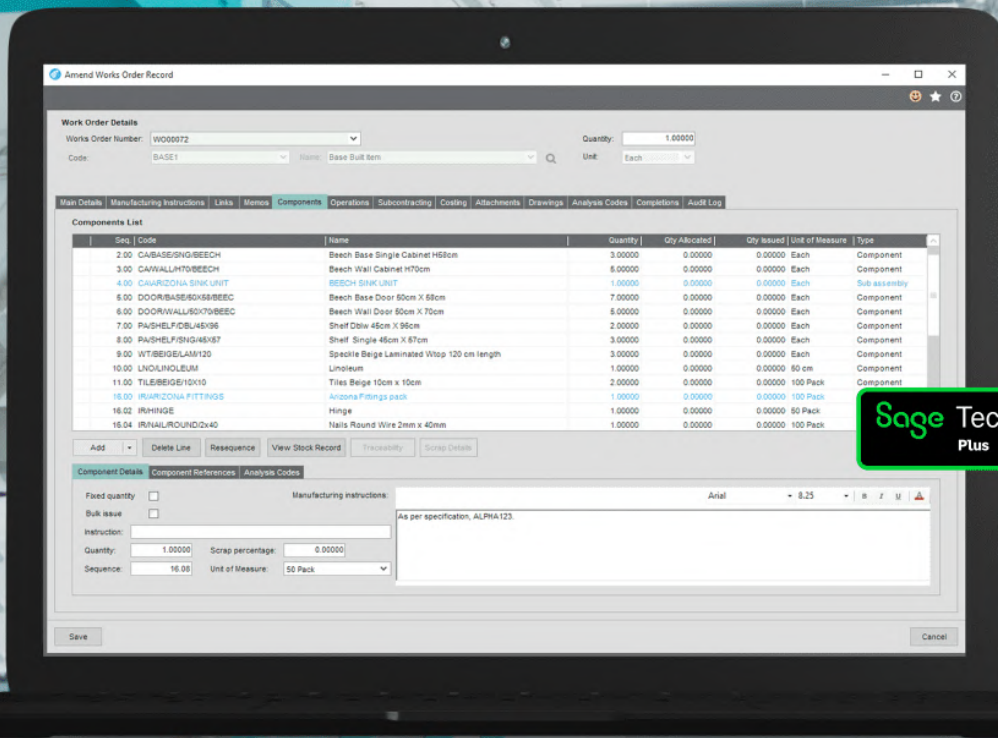 Amend Works Order Record
Work Order Details
Works Order Number: WO00072 Quantity: 1.00000
Code: BASE1 Name: Base Built Item Unit: Each
Main Details Manufacturing Instructions Links Memos Components Operations Subcontracting Costing Attachments Drawings Analysis Codes Completions Audit Log
Components List
Seq. Code Name Quantity Qty Allocated Qty Issued Unit of Measure Type
2.00 CA/BASE/SNG/BEECH Beech Base Single Cabinet H68cm 3.00000 0.00000 0.00000 Each Component
3.00 CA/WALL/H70/BEECH Beech Wall Cabinet H70cm 5.00000 0.00000 0.00000 Each Component
4.00 CA\ARIZONA SINK UNIT BEECH SINK UNIT 1.00000 0.00000 0.00000 Each Sub assembly
5.00 DOOR/BASE/50X68/BEEC Beech Base Door 50cm X 68cm 7.00000 0.00000 0.00000 Each Component
6.00 DOOR/WALL/50X70/BEEC Beech Wall Door 50cm X 70cm 5.00000 0.00000 0.00000 Each Component
7.00 PA/SHELF/DBL/45X96 Shelf Dblw 45cm X 96cm 2.00000 0.00000 0.00000 Each Component
8.00 PA/SHELF/SNG/45X57 Shelf Single 45cm X 57cm 3.00000 0.00000 0.00000 Each Component
9.00 WT/BEIGE/LAM/120 Speckle Beige Laminated Wtop 120 cm length 3.00000 0.00000 0.00000 Each Component
10.00 LNO/LINOLEUM Linoleum 1.00000 0.00000 0.00000 50 cm Component
11.00 TILE/BEIGE/10X10 Tiles Beige 10cm x 10cm 2.00000 0.00000 0.00000 100 Pack Component
16.00 IR/ARIZONA FITTINGS Arizona Fittings pack 1.00000 0.00000 0.00000 100 Pack
16.02 IR/HINGE Hinge 1.00000 0.00000 0.00000 50 Pack
16.04 IR/NAIL/ROUND/2x40 Nails Round Wire 2mm x 40mm 1.00000 0.00000 0.00000 100 Pack
Sage Tec
Plus
Add Delete Line Resequence View Stock Record Traceability Scrap Details
Component Details Component References Analysis Codes
Fixed quantity Manufacturing instructions: Arial 8.25 B I U A
Bulk issue As per specification, ALPHA123.
Instruction:
Quantity: 1.00000 Scrap percentage: 0.00000
Sequence: 16.08 Unit of Measure: 50 Pack
Save Cancel